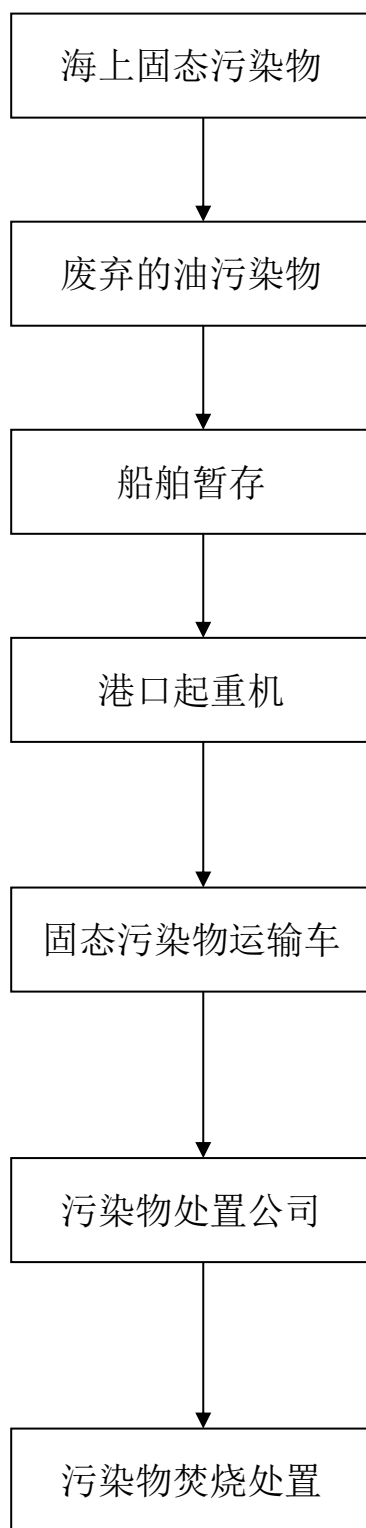 海上固态污染物
废弃的油污染物
船舶暂存
港口起重机
固态污染物运输车
污染物处置公司
污染物焚烧处置